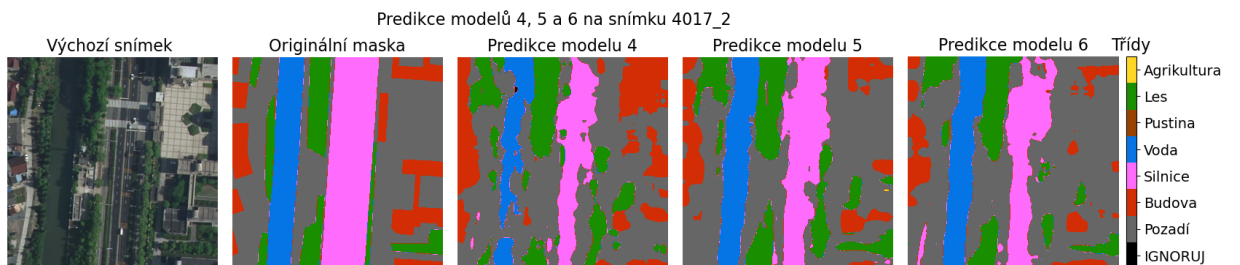 Predikce modelů 4, 5 a 6 na snímku 4017_2
Výchozí snímek
Originální maska
Predikce modelu 4
Predikce modelu 5
Predikce modelu 6
Třídy
Agrikultura
Les
Pustina
Voda
Silnice
Budova
Pozadí
IGNORUJ